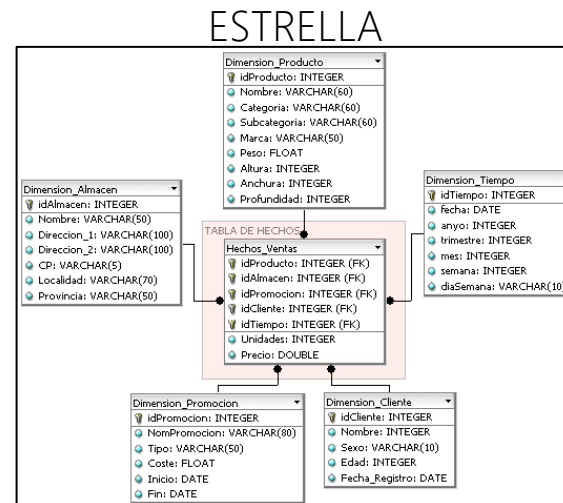 ESTRELLA
Dimension_Producto
idProducto: INTEGER
Nombre: VARCHAR(60)
Categoria: VARCHAR(60)
Subcategoria: VARCHAR(60)
Marca: VARCHAR(50)
Peso: FLOAT
Altura: INTEGER
Anchura: INTEGER
Profundidad: INTEGER
Dimension_Almacen
idAlmacen: INTEGER
Nombre: VARCHAR(50)
Direccion_1: VARCHAR(100)
Direccion_2: VARCHAR(100)
CP: VARCHAR(5)
Localidad: VARCHAR(70)
Provincia: VARCHAR(50)
Dimension_Tiempo
idTiempo: INTEGER
fecha: DATE
anyo: INTEGER
trimestre: INTEGER
mes: INTEGER
semana: INTEGER
diaSemana: VARCHAR(10)
TABLA DE HECHOS
Hechos_Ventas
idProducto: INTEGER (FK)
idAlmacen: INTEGER (FK)
idPromocion: INTEGER (FK)
idCliente: INTEGER (FK)
idTiempo: INTEGER (FK)
Unidades: INTEGER
Precio: DOUBLE
Dimension_Promocion
idPromocion: INTEGER
NomPromocion: VARCHAR(80)
Tipo: VARCHAR(50)
Coste: FLOAT
Inicio: DATE
Fin: DATE
Dimension_Cliente
idCliente: INTEGER
Nombre: INTEGER
Sexo: VARCHAR(10)
Edad: INTEGER
Fecha_Registro: DATE